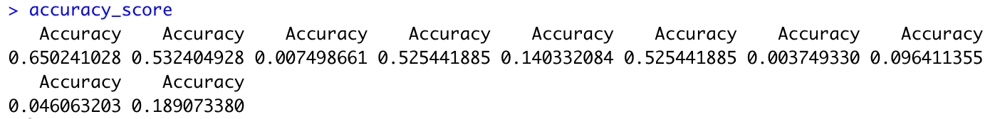 > accuracy_score
Accuracy Accuracy Accuracy Accuracy Accuracy Accuracy Accuracy Accuracy
0.650241028 0.532404928 0.007498661 0.525441885 0.140332084 0.525441885 0.003749330 0.096411355
Accuracy Accuracy
0.046063203 0.189073380